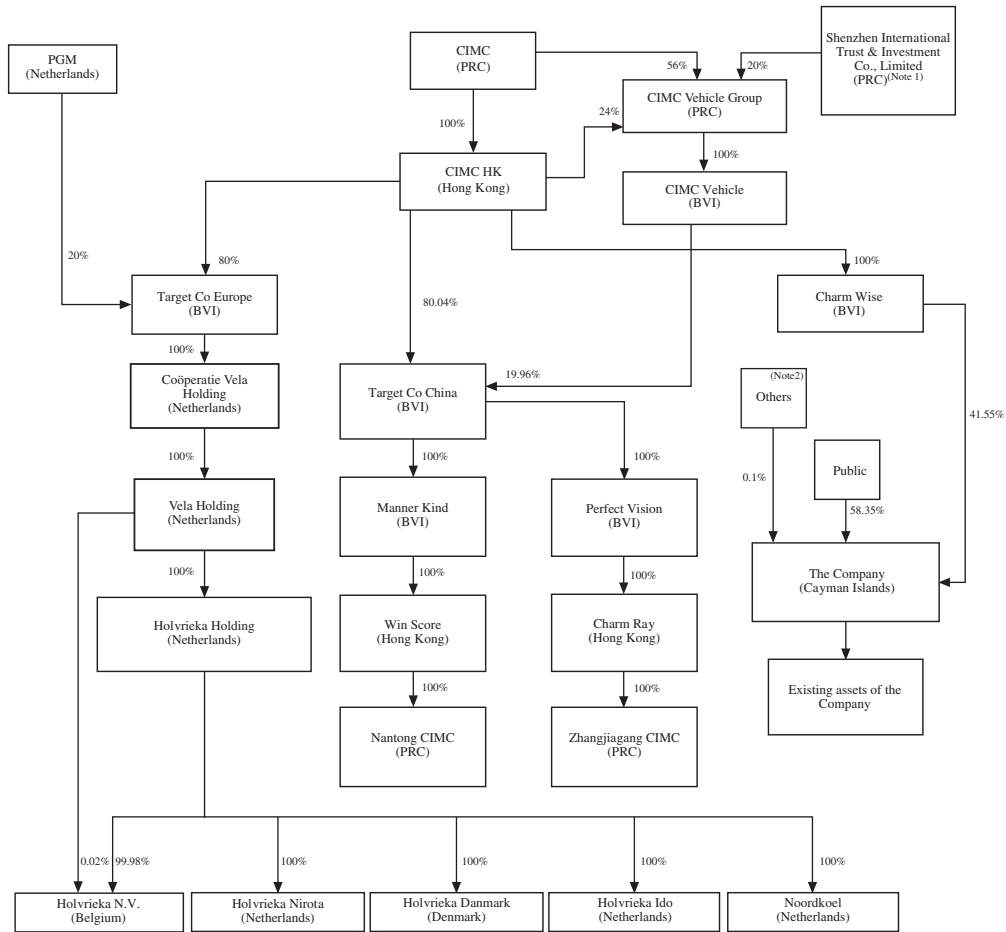 CIMC
(PRC)
Shenzhen International
Trust & Investment
Co., Limited
(PRC)(Note 1)
PGM
(Netherlands)
56%
20%
CIMC Vehicle Group
(PRC)
24%
100%
100%
CIMC HK
(Hong Kong)
CIMC Vehicle
(BVI)
20%
80%
100%
Target Co Europe
(BVI)
80.04%
Charm Wise
(BVI)
100%
Coöperatie Vela
Holding
(Netherlands)
Target Co China
(BVI)
19.96%
(Note2)
Others
41.55%
100%
100%
100%
Public
0.1%
58.35%
Vela Holding
(Netherlands)
Manner Kind
(BVI)
Perfect Vision
(BVI)
100%
100%
100%
The Company
(Cayman Islands)
Holvrieka Holding
(Netherlands)
Win Score
(Hong Kong)
Charm Ray
(Hong Kong)
100%
100%
Existing assets of the
Company
Nantong CIMC
(PRC)
Zhangjiagang CIMC
(PRC)
0.02%
99.98%
100%
100%
100%
100%
Holvrieka N.V.
(Belgium)
Holvrieka Nirota
(Netherlands)
Holvrieka Danmark
(Denmark)
Holvrieka Ido
(Netherlands)
Noordkoel
(Netherlands)